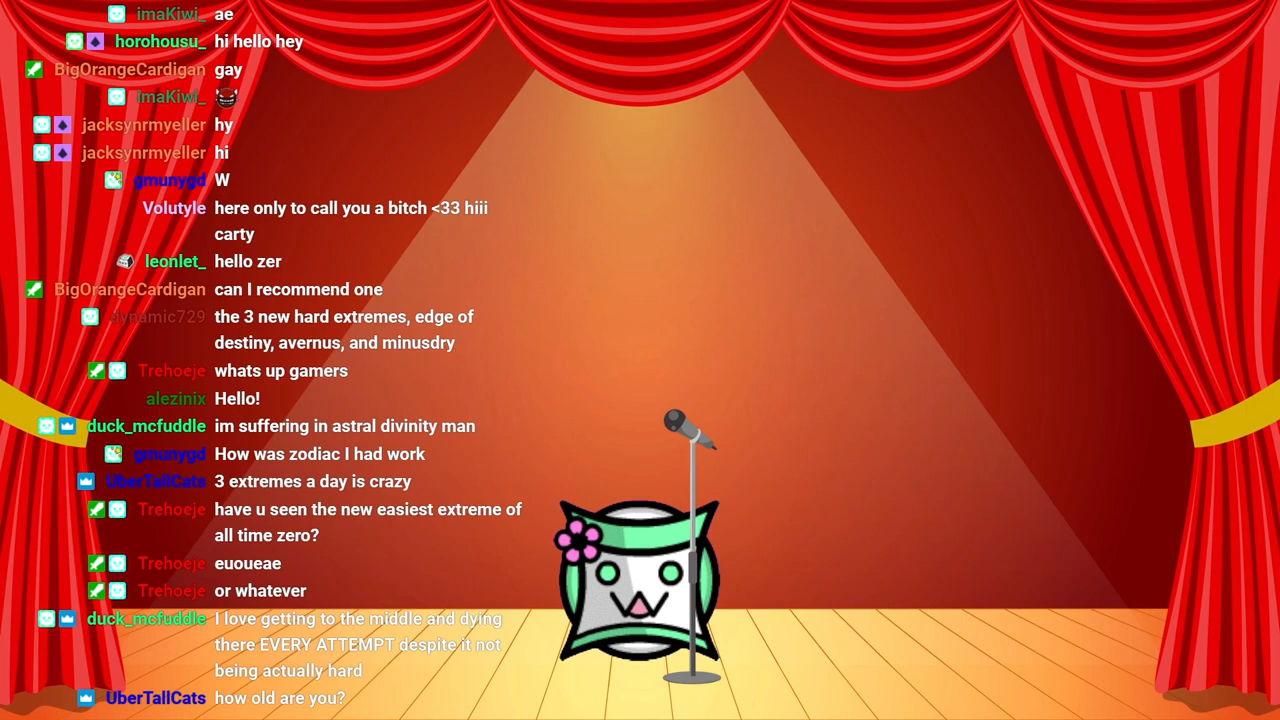 imaKiwi_ ae
horohousu_ hi hello hey
BigOrangeCardigan gay
imaKiwi_
jacksynrmyeller hy
jacksynrmyeller hi
gmunygd W
Volutyle here only to call you a bitch <33 hiii
carty
leonlet_ hello zer
BigOrangeCardigan can I recommend one
dynamic729 the 3 new hard extremes, edge of
destiny, avernus, and minusdry
Trehoeje whats up gamers
alezinix Hello!
duck_mcfuddle im suffering in astral divinity man
gmunygd How was zodiac I had work
UberTallCats 3 extremes a day is crazy
Trehoeje have u seen the new easiest extreme of
all time zero?
Trehoeje euoueae
Trehoeje or whatever
duck_mcfuddle I love getting to the middle and dying
there EVERY ATTEMPT despite it not
being actually hard
UberTallCats how old are you?